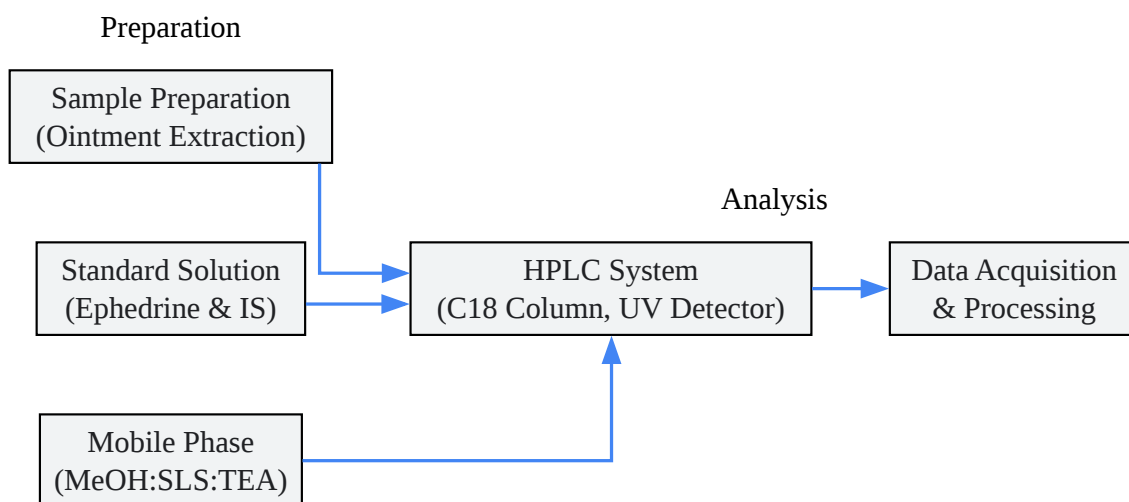 Preparation
Sample Preparation
(Ointment Extraction)
Analysis
Standard Solution
(Ephedrine & IS)
HPLC System
(C18 Column, UV Detector)
Data Acquisition
& Processing
Mobile Phase
(MeOH:SLS:TEA)